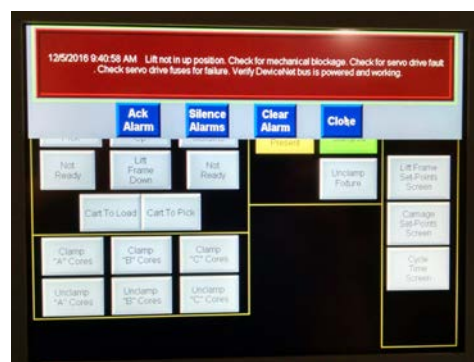 12/5/2016 9:40:58 AM Lift not in up position. Check for mechanical blockage. Check for servo drive fault
. Check servo drive fuses for failure. Verify DeviceNet bus is powered and working.
Ack Alarm
Silence Alarms
Clear Alarm
Close
Present
Not Ready
Lift Frame Down
Not Ready
Unclamp Fixture
Lift Frame Set-Points Screen
Cart To Load
Cart To Pick
Carriage Set-Points Screen
Clamp "A" Cores
Clamp "B" Cores
Clamp "C" Cores
Cycle Time Screen
Unclamp "A" Cores
Unclamp "B" Cores
Unclamp "C" Cores